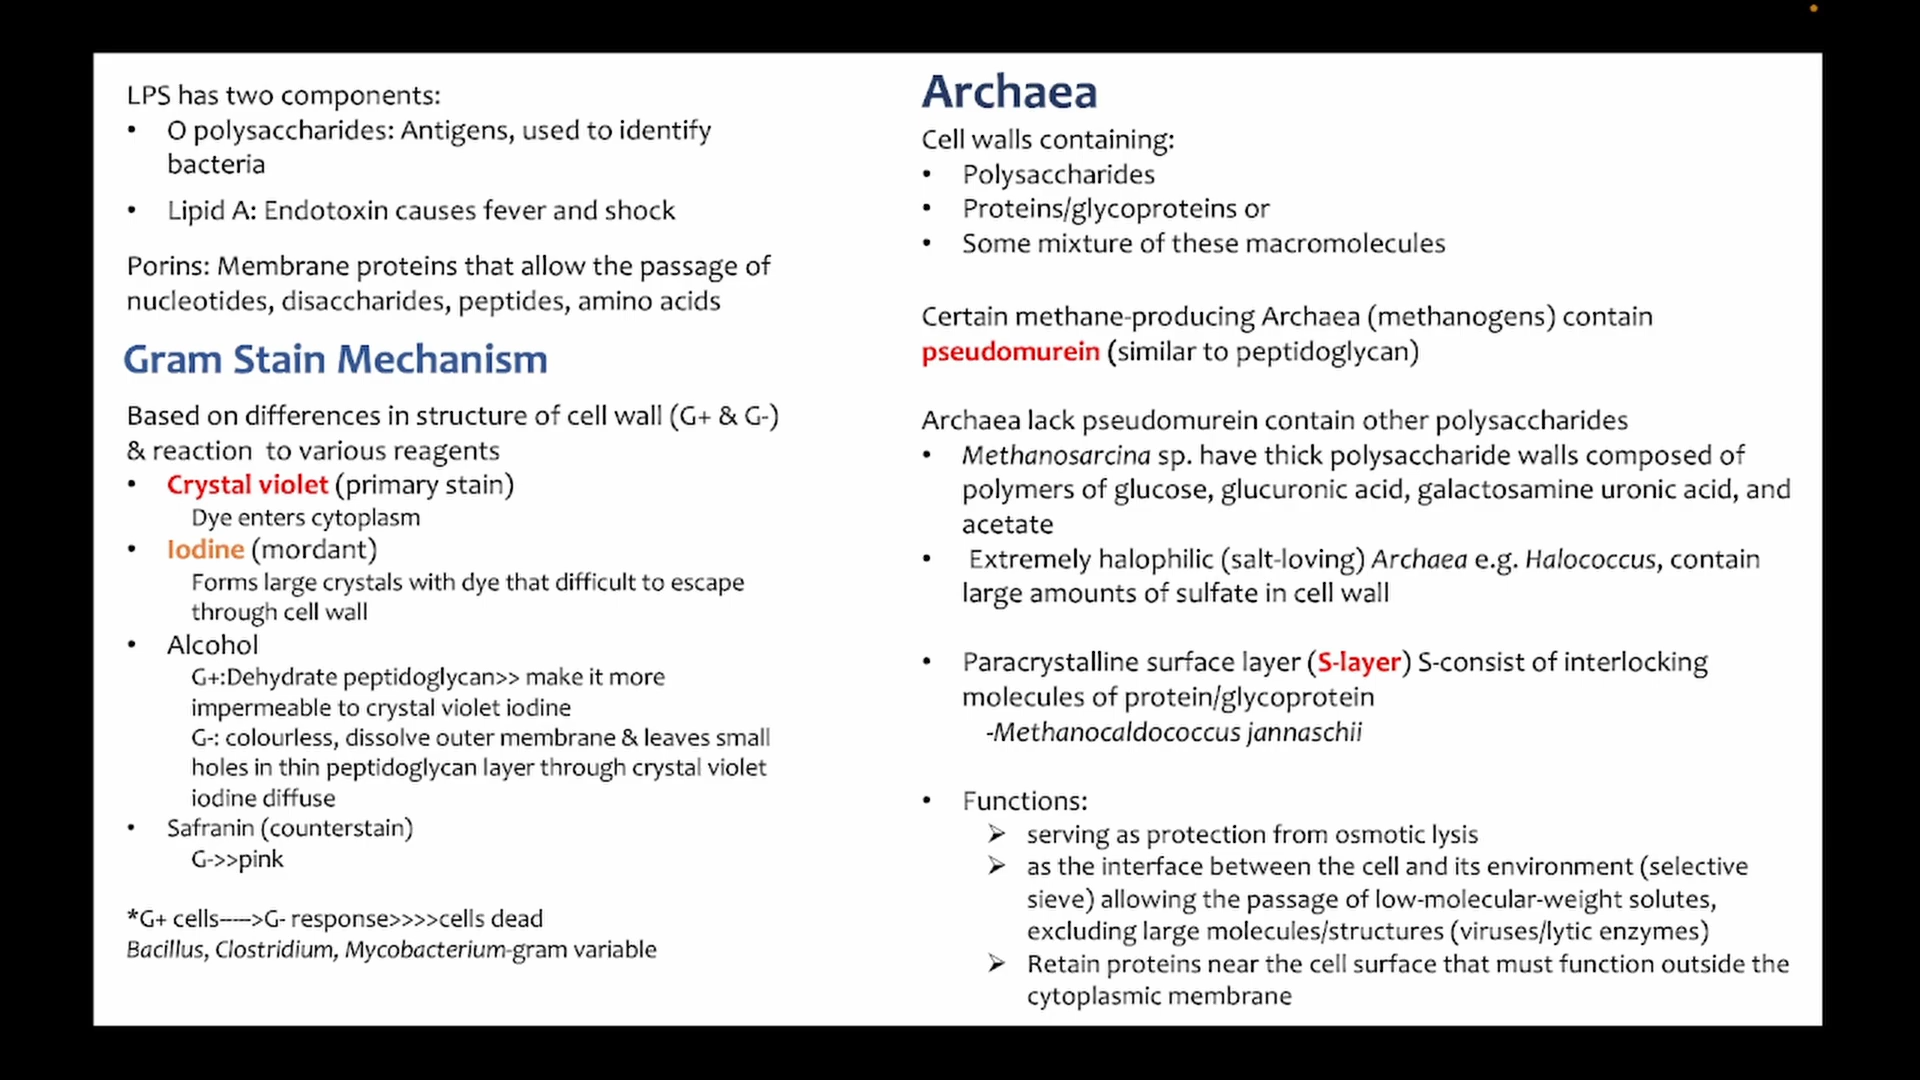 LPS has two components:
• O polysaccharides: Antigens, used to identify
bacteria
• Lipid A: Endotoxin causes fever and shock
Porins: Membrane proteins that allow the passage of
nucleotides, disaccharides, peptides, amino acids
Gram Stain Mechanism
Based on differences in structure of cell wall (G+ & G-)
& reaction to various reagents
• Crystal violet (primary stain)
Dye enters cytoplasm
• Iodine (mordant)
Forms large crystals with dye that difficult to escape
through cell wall
• Alcohol
G+:Dehydrate peptidoglycan>> make it more
impermeable to crystal violet iodine
G-: colourless, dissolve outer membrane & leaves small
holes in thin peptidoglycan layer through crystal violet
iodine diffuse
• Safranin (counterstain)
G->>pink
*G+ cells---->G- response>>>>cells dead
Bacillus, Clostridium, Mycobacterium-gram variable
Archaea
Cell walls containing:
• Polysaccharides
• Proteins/glycoproteins or
• Some mixture of these macromolecules
Certain methane-producing Archaea (methanogens) contain
pseudomurein (similar to peptidoglycan)
Archaea lack pseudomurein contain other polysaccharides
• Methanosarcina sp. have thick polysaccharide walls composed of
polymers of glucose, glucuronic acid, galactosamine uronic acid, and
acetate
• Extremely halophilic (salt-loving) Archaea e.g. Halococcus, contain
large amounts of sulfate in cell wall
• Paracrystalline surface layer (S-layer) S-consist of interlocking
molecules of protein/glycoprotein
-Methanocaldococcus jannaschii
• Functions:
➢ serving as protection from osmotic lysis
➢ as the interface between the cell and its environment (selective
sieve) allowing the passage of low-molecular-weight solutes,
excluding large molecules/structures (viruses/lytic enzymes)
➢ Retain proteins near the cell surface that must function outside the
cytoplasmic membrane